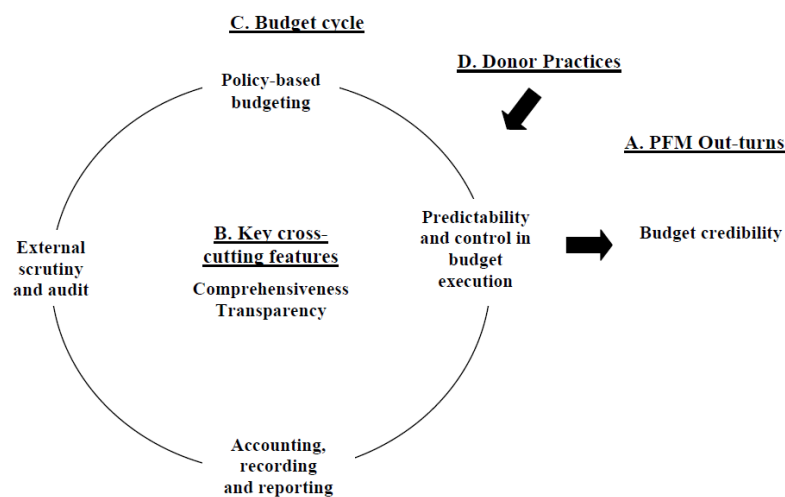 C. Budget cycle
D. Donor Practices
Policy-based
budgeting
A. PFM Out-turns
Predictability
and control in
budget
execution
Budget credibility
B. Key cross-
cutting features
Comprehensiveness
Transparency
External
scrutiny
and audit
Accounting,
recording
and reporting